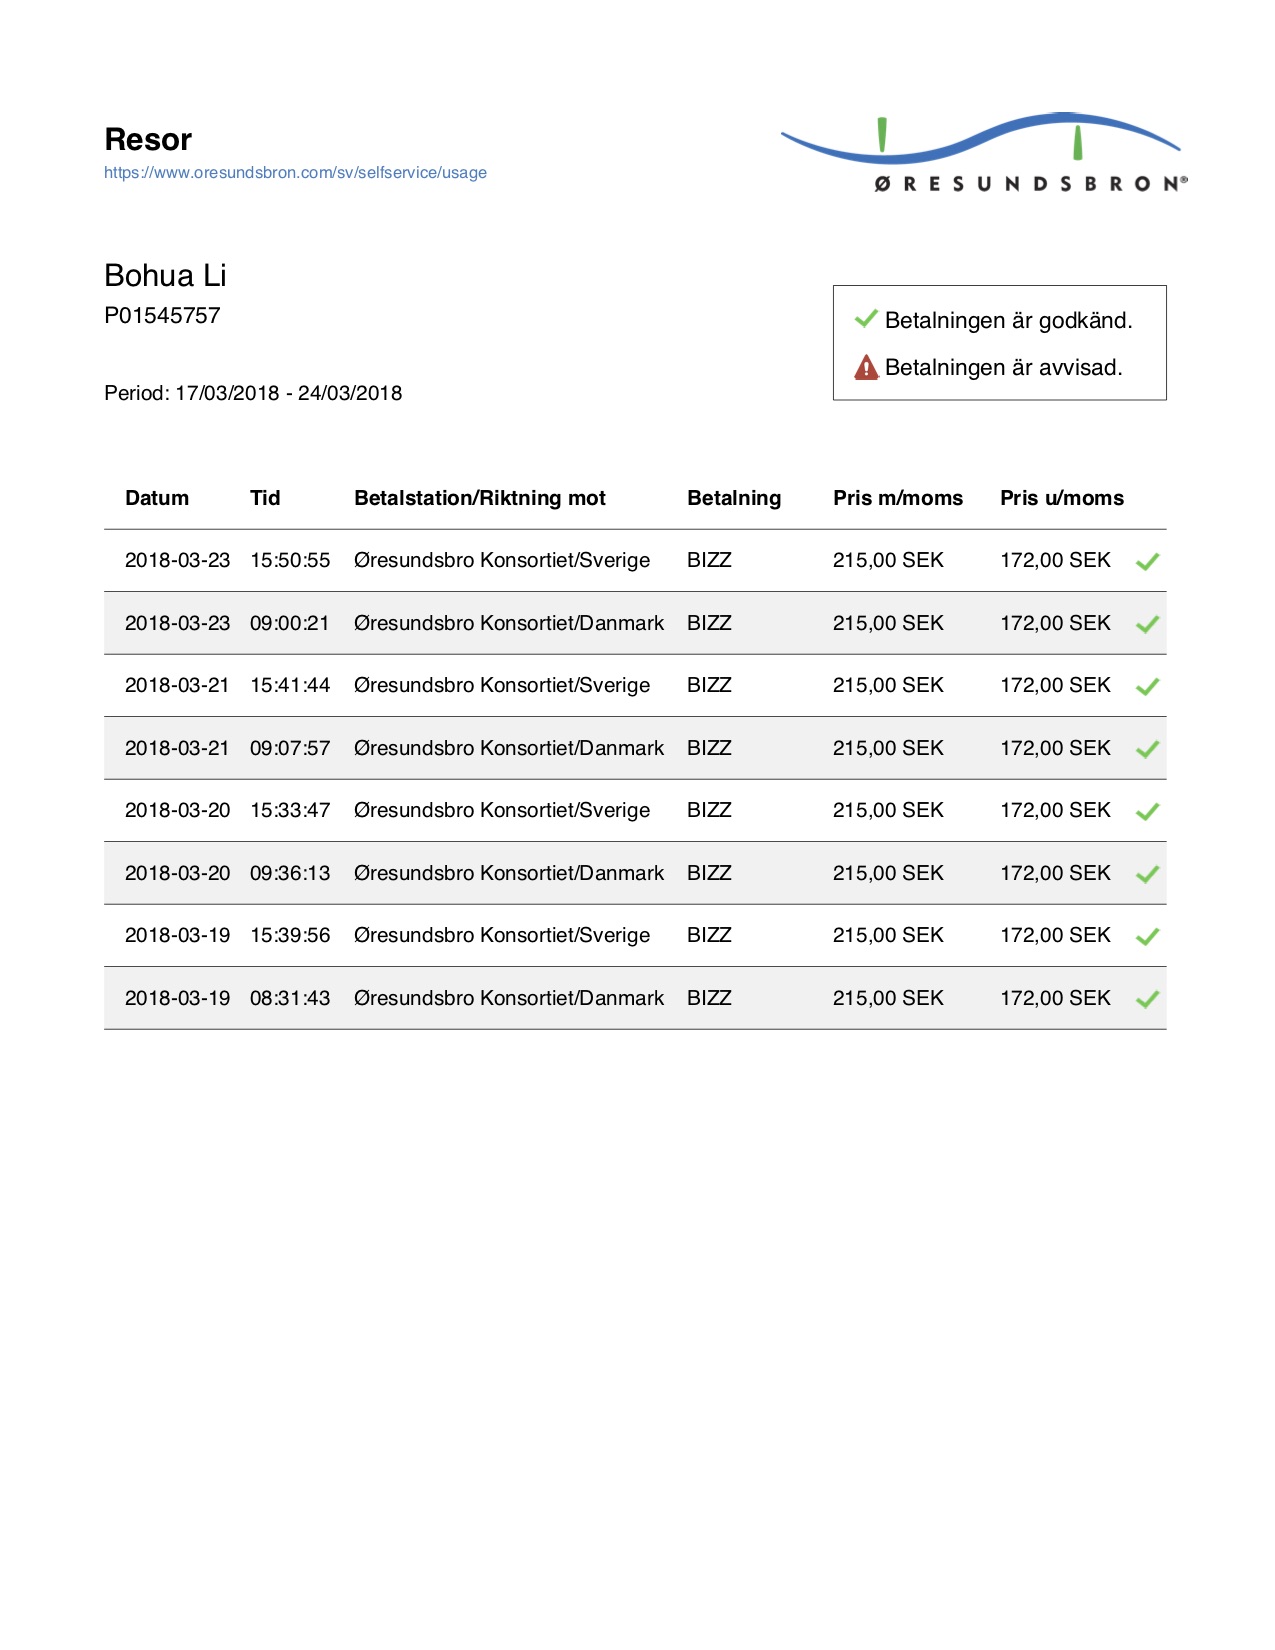 Resor
https://www.oresundsbron.com/sv/selfservice/usage
ØRESUNDSBRON®
Bohua Li
P01545757
Period: 17/03/2018 - 24/03/2018
Betalningen är godkänd.
Betalningen är avvisad.
Datum Tid Betalstation/Riktning mot Betalning Pris m/moms Pris u/moms
2018-03-23 15:50:55 Øresundsbro Konsortiet/Sverige BIZZ 215,00 SEK 172,00 SEK
2018-03-23 09:00:21 Øresundsbro Konsortiet/Danmark BIZZ 215,00 SEK 172,00 SEK
2018-03-21 15:41:44 Øresundsbro Konsortiet/Sverige BIZZ 215,00 SEK 172,00 SEK
2018-03-21 09:07:57 Øresundsbro Konsortiet/Danmark BIZZ 215,00 SEK 172,00 SEK
2018-03-20 15:33:47 Øresundsbro Konsortiet/Sverige BIZZ 215,00 SEK 172,00 SEK
2018-03-20 09:36:13 Øresundsbro Konsortiet/Danmark BIZZ 215,00 SEK 172,00 SEK
2018-03-19 15:39:56 Øresundsbro Konsortiet/Sverige BIZZ 215,00 SEK 172,00 SEK
2018-03-19 08:31:43 Øresundsbro Konsortiet/Danmark BIZZ 215,00 SEK 172,00 SEK